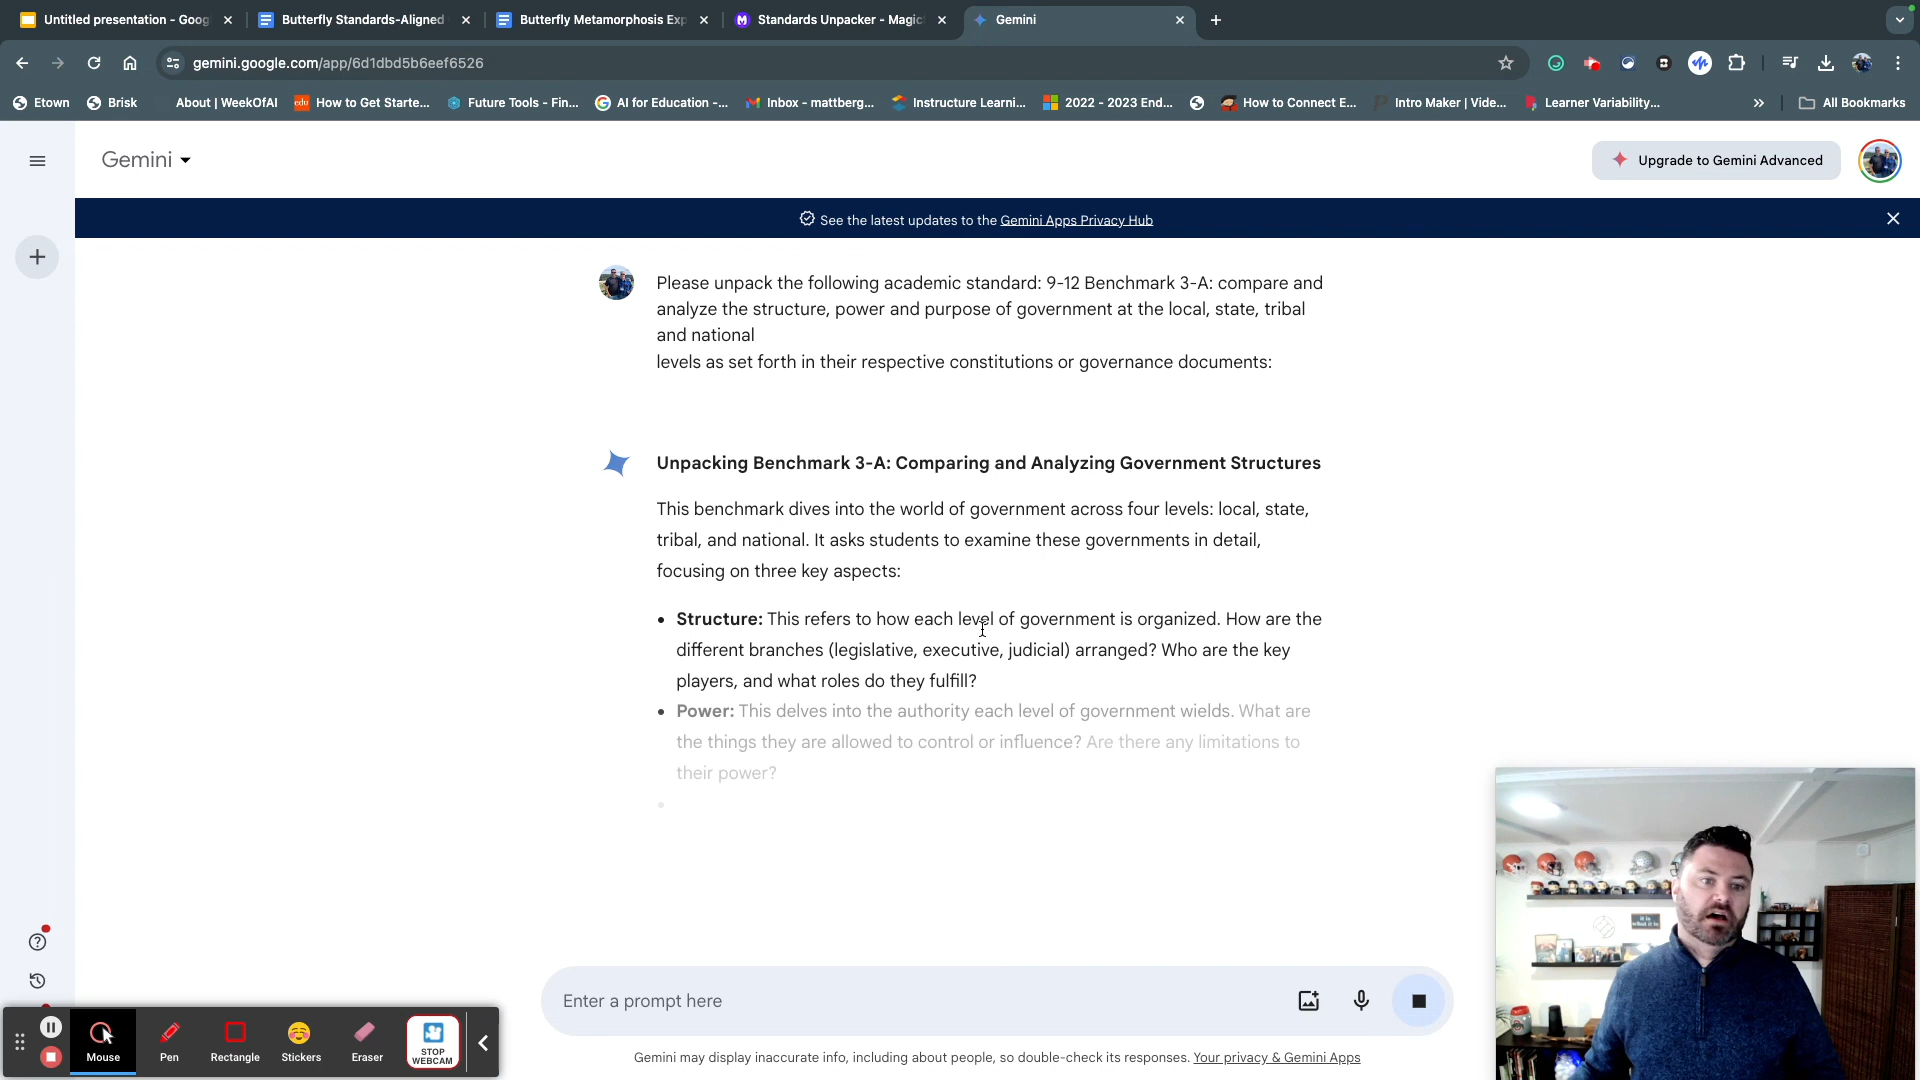 Untitled presentation - Goog
Butterfly Standards-Aligned
Butterfly Metamorphosis Exp
Standards Unpacker - Magic
Gemini
gemini.google.com/app/6d1dbd5b6eef6526
Etown
Brisk
About | WeekOfAI
edu
How to Get Starte...
Future Tools - Fin...
AI for Education -...
Inbox - mattberg...
Instructure Learni...
2022 - 2023 End...
How to Connect E...
Intro Maker | Vide...
Learner Variability...
All Bookmarks
Gemini
Upgrade to Gemini Advanced
See the latest updates to the Gemini Apps Privacy Hub
Please unpack the following academic standard: 9-12 Benchmark 3-A: compare and
analyze the structure, power and purpose of government at the local, state, tribal
and national
levels as set forth in their respective constitutions or governance documents:
Unpacking Benchmark 3-A: Comparing and Analyzing Government Structures
This benchmark dives into the world of government across four levels: local, state,
tribal, and national. It asks students to examine these governments in detail,
focusing on three key aspects:
• Structure: This refers to how each level of government is organized. How are the
different branches (legislative, executive, judicial) arranged? Who are the key
players, and what roles do they fulfill?
• Power: This delves into the authority each level of government wields. What are
the things they are allowed to control or influence? Are there any limitations to
their power?
•
Enter a prompt here
Gemini may display inaccurate info, including about people, so double-check its responses. Your privacy & Gemini Apps
Mouse
Pen
Rectangle
Stickers
Eraser
STOP
WEBCAM